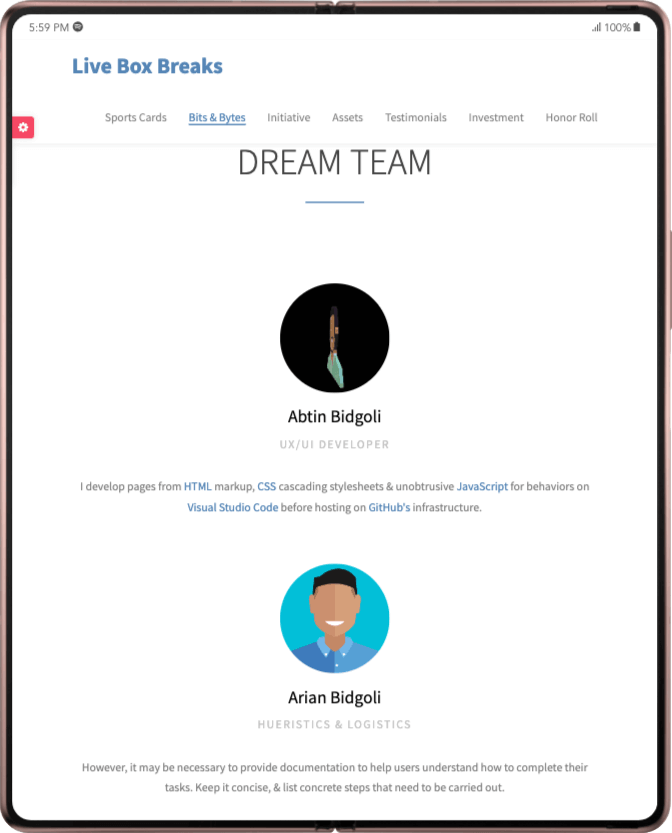 5:59 PM
100%
Live Box Breaks
Sports Cards Bits & Bytes Initiative Assets Testimonials Investment Honor Roll
DREAM TEAM
Abtin Bidgoli
UX/UI DEVELOPER
I develop pages from HTML markup, CSS cascading stylesheets & unobtrusive JavaScript for behaviors on
Visual Studio Code before hosting on GitHub's infrastructure.
Arian Bidgoli
HUERISTICS & LOGISTICS
However, it may be necessary to provide documentation to help users understand how to complete their
tasks. Keep it concise, & list concrete steps that need to be carried out.